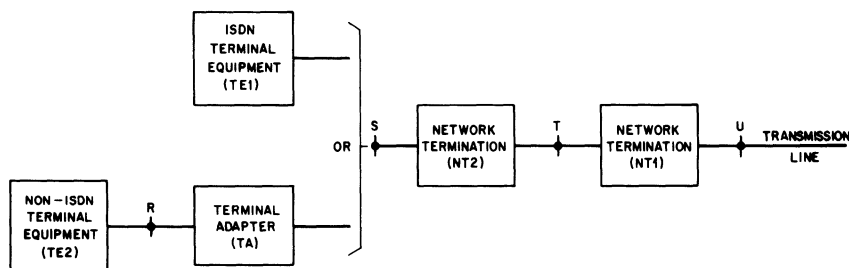 ISDN
TERMINAL
EQUIPMENT
(TE1)
OR
S
NETWORK
TERMINATION
(NT2)
T
NETWORK
TERMINATION
(NT1)
U
TRANSMISSION
LINE
NON-ISDN
TERMINAL
EQUIPMENT
(TE2)
R
TERMINAL
ADAPTER
(TA)